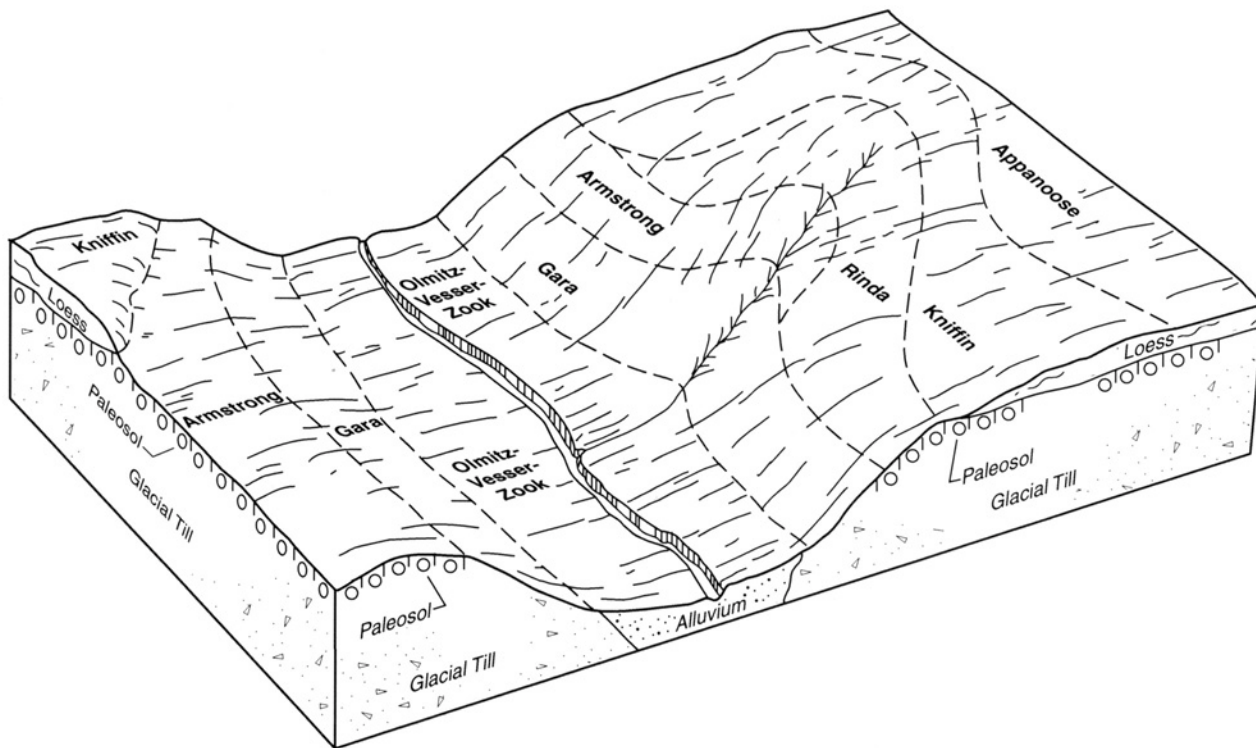 Appanoose
Armstrong
Kniffin
Gara
Olmitz-
Vesser-
Zook
Rinda
Kniffin
Loess
Loess
Paleosol
Armstrong
Gara
Olmitz-
Vesser-
Zook
Paleosol
Glacial Till
Glacial Till
Alluvium
Paleosol
Glacial Till